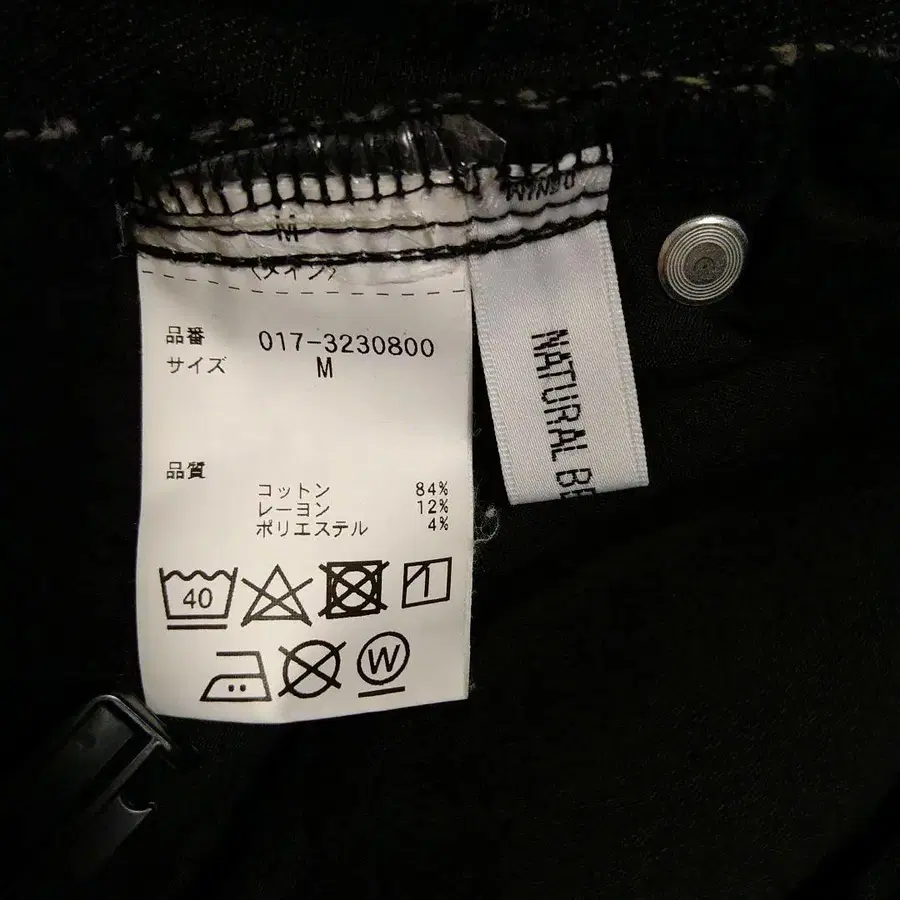 M
(メイン)
品番 017-3230800
サイズ M
品質
コットン 84%
レーヨン 12%
ポリエステル 4%
40
W
NATURAL BE